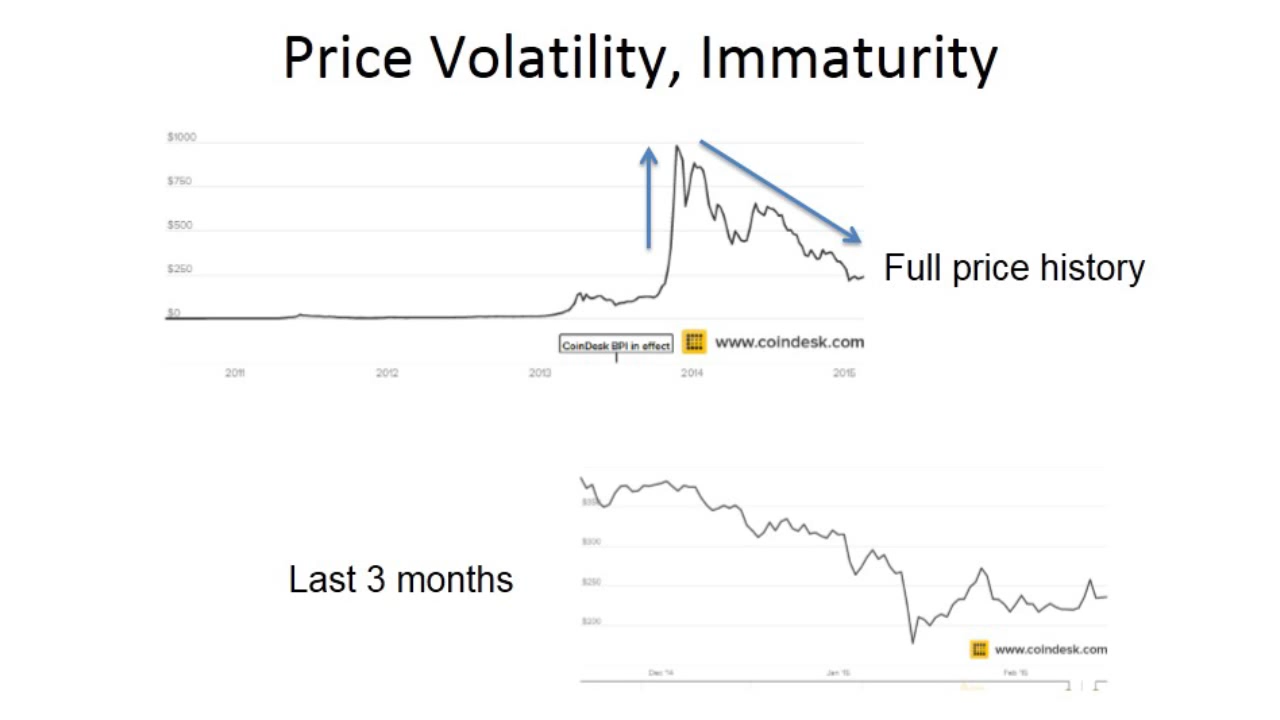 Price Volatility, Immaturity
$1000
$750
$500
$250
$0
Full price history
CoinDesk BPI in effect
www.coindesk.com
2011 2012 2013 2014 2015
$350
$300
Last 3 months
$250
$200
www.coindesk.com
Dec '14 Jan '15 Feb '15